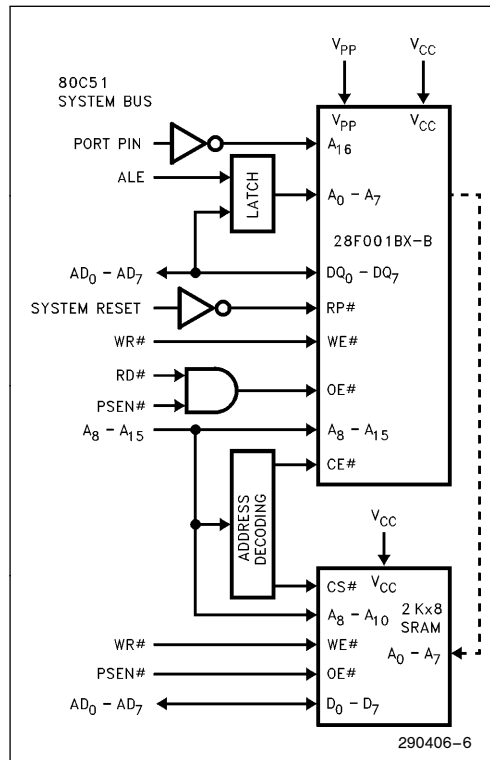 V_PP V_CC
80C51
SYSTEM BUS
V_PP V_CC
PORT PIN A_16
ALE
LATCH
A_0 - A_7
28F001BX-B
AD_0 - AD_7 DQ_0 - DQ_7
SYSTEM RESET RP#
WR# WE#
RD#
OE#
PSEN#
A_8 - A_15 A_8 - A_15
CE#
ADDRESS
DECODING
V_CC
CS# V_CC
A_8 - A_10 2 Kx8
SRAM
WR# WE#
A_0 - A_7
PSEN# OE#
AD_0 - AD_7 D_0 - D_7
290406-6